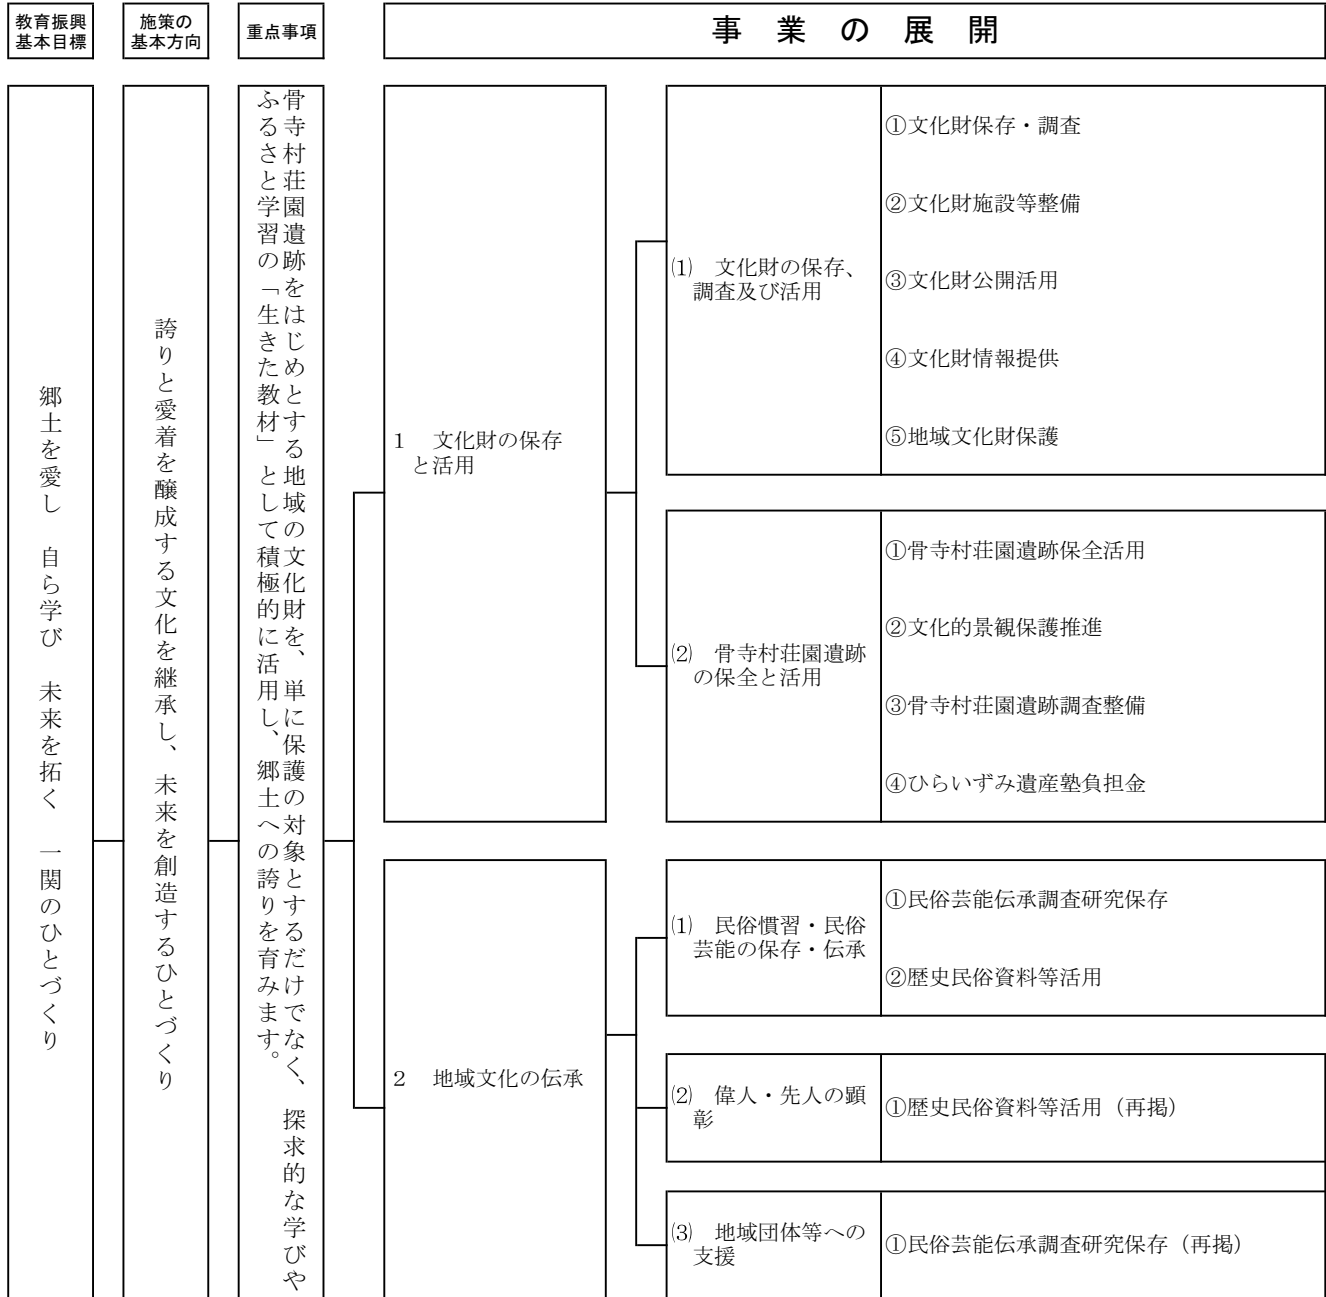 教育振興
基本目標
施策の
基本方向
重点事項
事業の展開
郷土を愛し　自ら学び　未来を拓く　一関のひとづくり
誇りと愛着を醸成する文化を継承し、未来を創造するひとづくり
骨寺村荘園遺跡をはじめとする地域の文化財を、単に保護の対象とするだけでなく、探求的な学びや
ふるさと学習の「生きた教材」として積極的に活用し、郷土への誇りを育みます。
1　文化財の保存
と活用
⑴　文化財の保存、
調査及び活用
①文化財保存・調査
②文化財施設等整備
③文化財公開活用
④文化財情報提供
⑤地域文化財保護
⑵　骨寺村荘園遺跡
の保全と活用
①骨寺村荘園遺跡保全活用
②文化的景観保護推進
③骨寺村荘園遺跡調査整備
④ひらいずみ遺産塾負担金
2　地域文化の伝承
⑴　民俗慣習・民俗
芸能の保存・伝承
①民俗芸能伝承調査研究保存
②歴史民俗資料等活用
⑵　偉人・先人の顕
彰
①歴史民俗資料等活用（再掲）
⑶　地域団体等への
支援
①民俗芸能伝承調査研究保存（再掲）